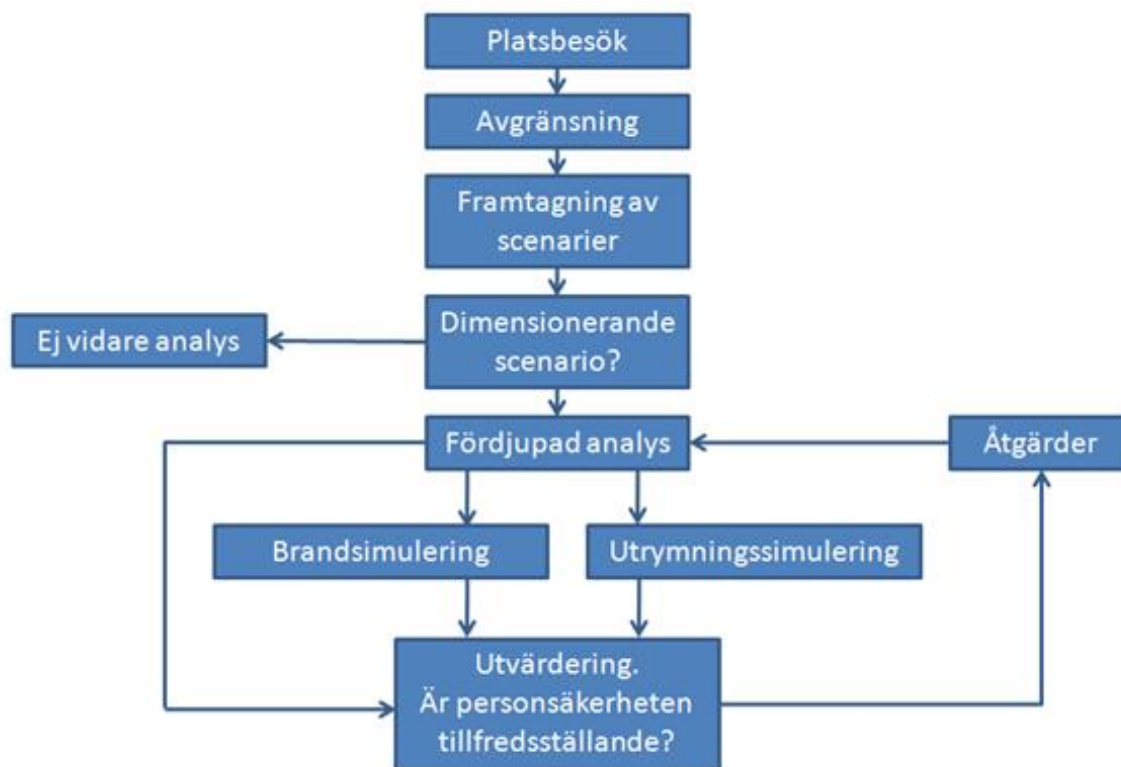 Platsbesök
Avgränsning
Framtagning av
scenarier
Dimensionerande
scenario?
Ej vidare analys
Fördjupad analys
Åtgärder
Brandsimulering
Utrymningssimulering
Utvärdering.
Är personsäkerheten
tillfredsställande?